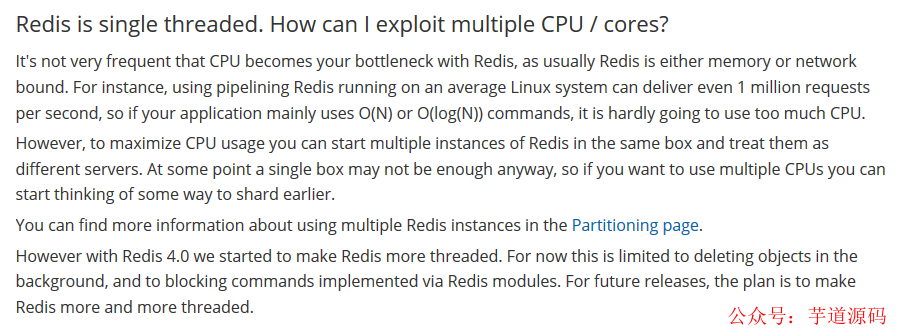 Redis is single threaded. How can I exploit multiple CPU / cores?
It's not very frequent that CPU becomes your bottleneck with Redis, as usually Redis is either memory or network
bound. For instance, using pipelining Redis running on an average Linux system can deliver even 1 million requests
per second, so if your application mainly uses O(N) or O(log(N)) commands, it is hardly going to use too much CPU.
However, to maximize CPU usage you can start multiple instances of Redis in the same box and treat them as
different servers. At some point a single box may not be enough anyway, so if you want to use multiple CPUs you can
start thinking of some way to shard earlier.
You can find more information about using multiple Redis instances in the Partitioning page.
However with Redis 4.0 we started to make Redis more threaded. For now this is limited to deleting objects in the
background, and to blocking commands implemented via Redis modules. For future releases, the plan is to make
Redis more and more threaded.
公众号：芋道源码